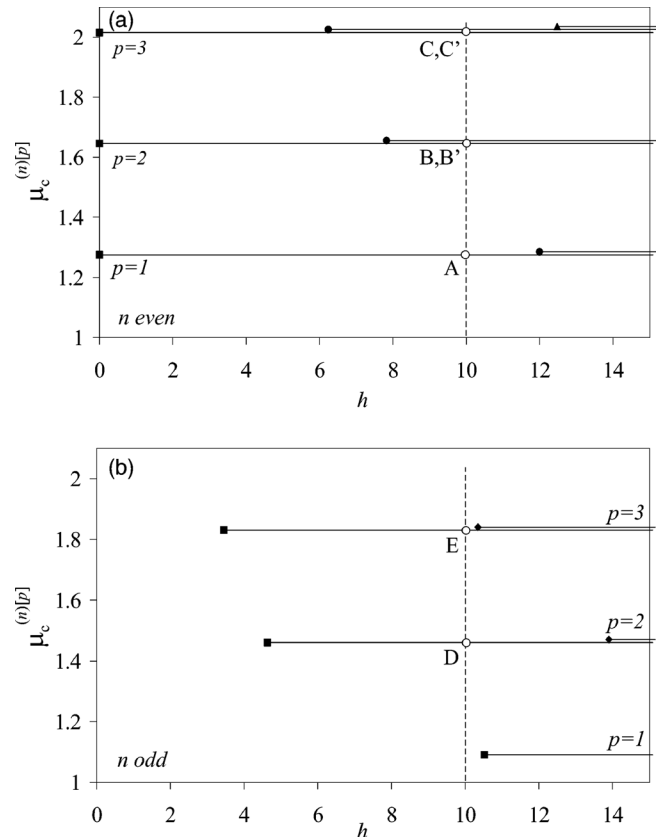 (a)
2
p=3
C,C'
1.8
p=2
B,B'
1.6
μc(n)[p]
1.4
p=1
A
1.2
n even
1
0 2 4 6 8 10 12 14
h
(b)
2
p=3
1.8
E
μc(n)[p]
1.6
p=2
1.4
D
1.2
p=1
n odd
1
0 2 4 6 8 10 12 14
h